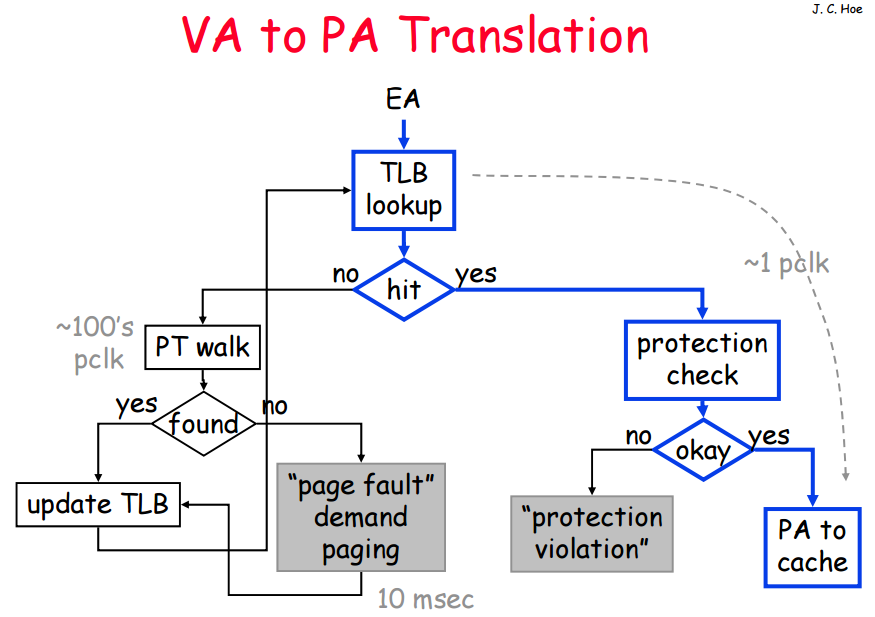 J. C. Hoe
VA to PA Translation
EA
TLB
lookup
~1 pclk
no
yes
hit
~100's
pclk
PT walk
protection
check
yes
no
found
no
yes
okay
update TLB
“page fault”
demand
paging
“protection
violation”
PA to
cache
10 msec